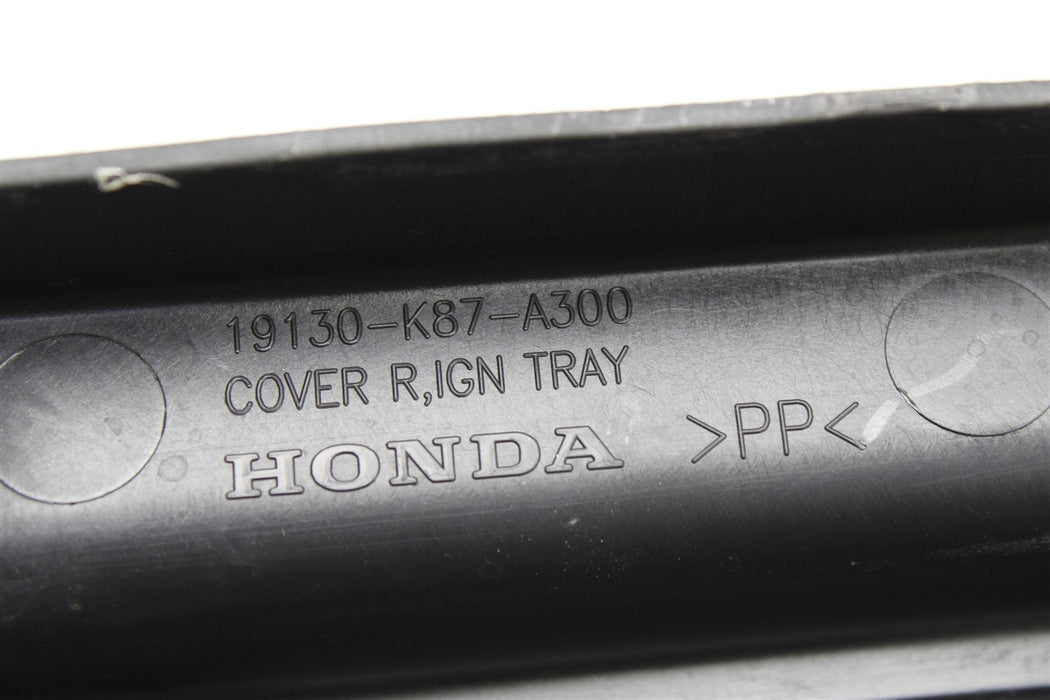 19130-K87-A300
COVER R,IGN TRAY
HONDA
>PP<